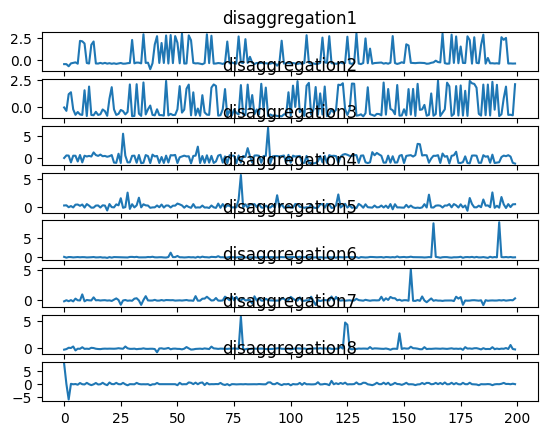 disaggregation1
2.5
0.0
disaggregation2
2.5
0.0
disaggregation3
5
0
disaggregation4
5
0
disaggregation5
5
0
disaggregation6
5
0
disaggregation7
5
0
disaggregation8
5
0
−5
0 25 50 75 100 125 150 175 200